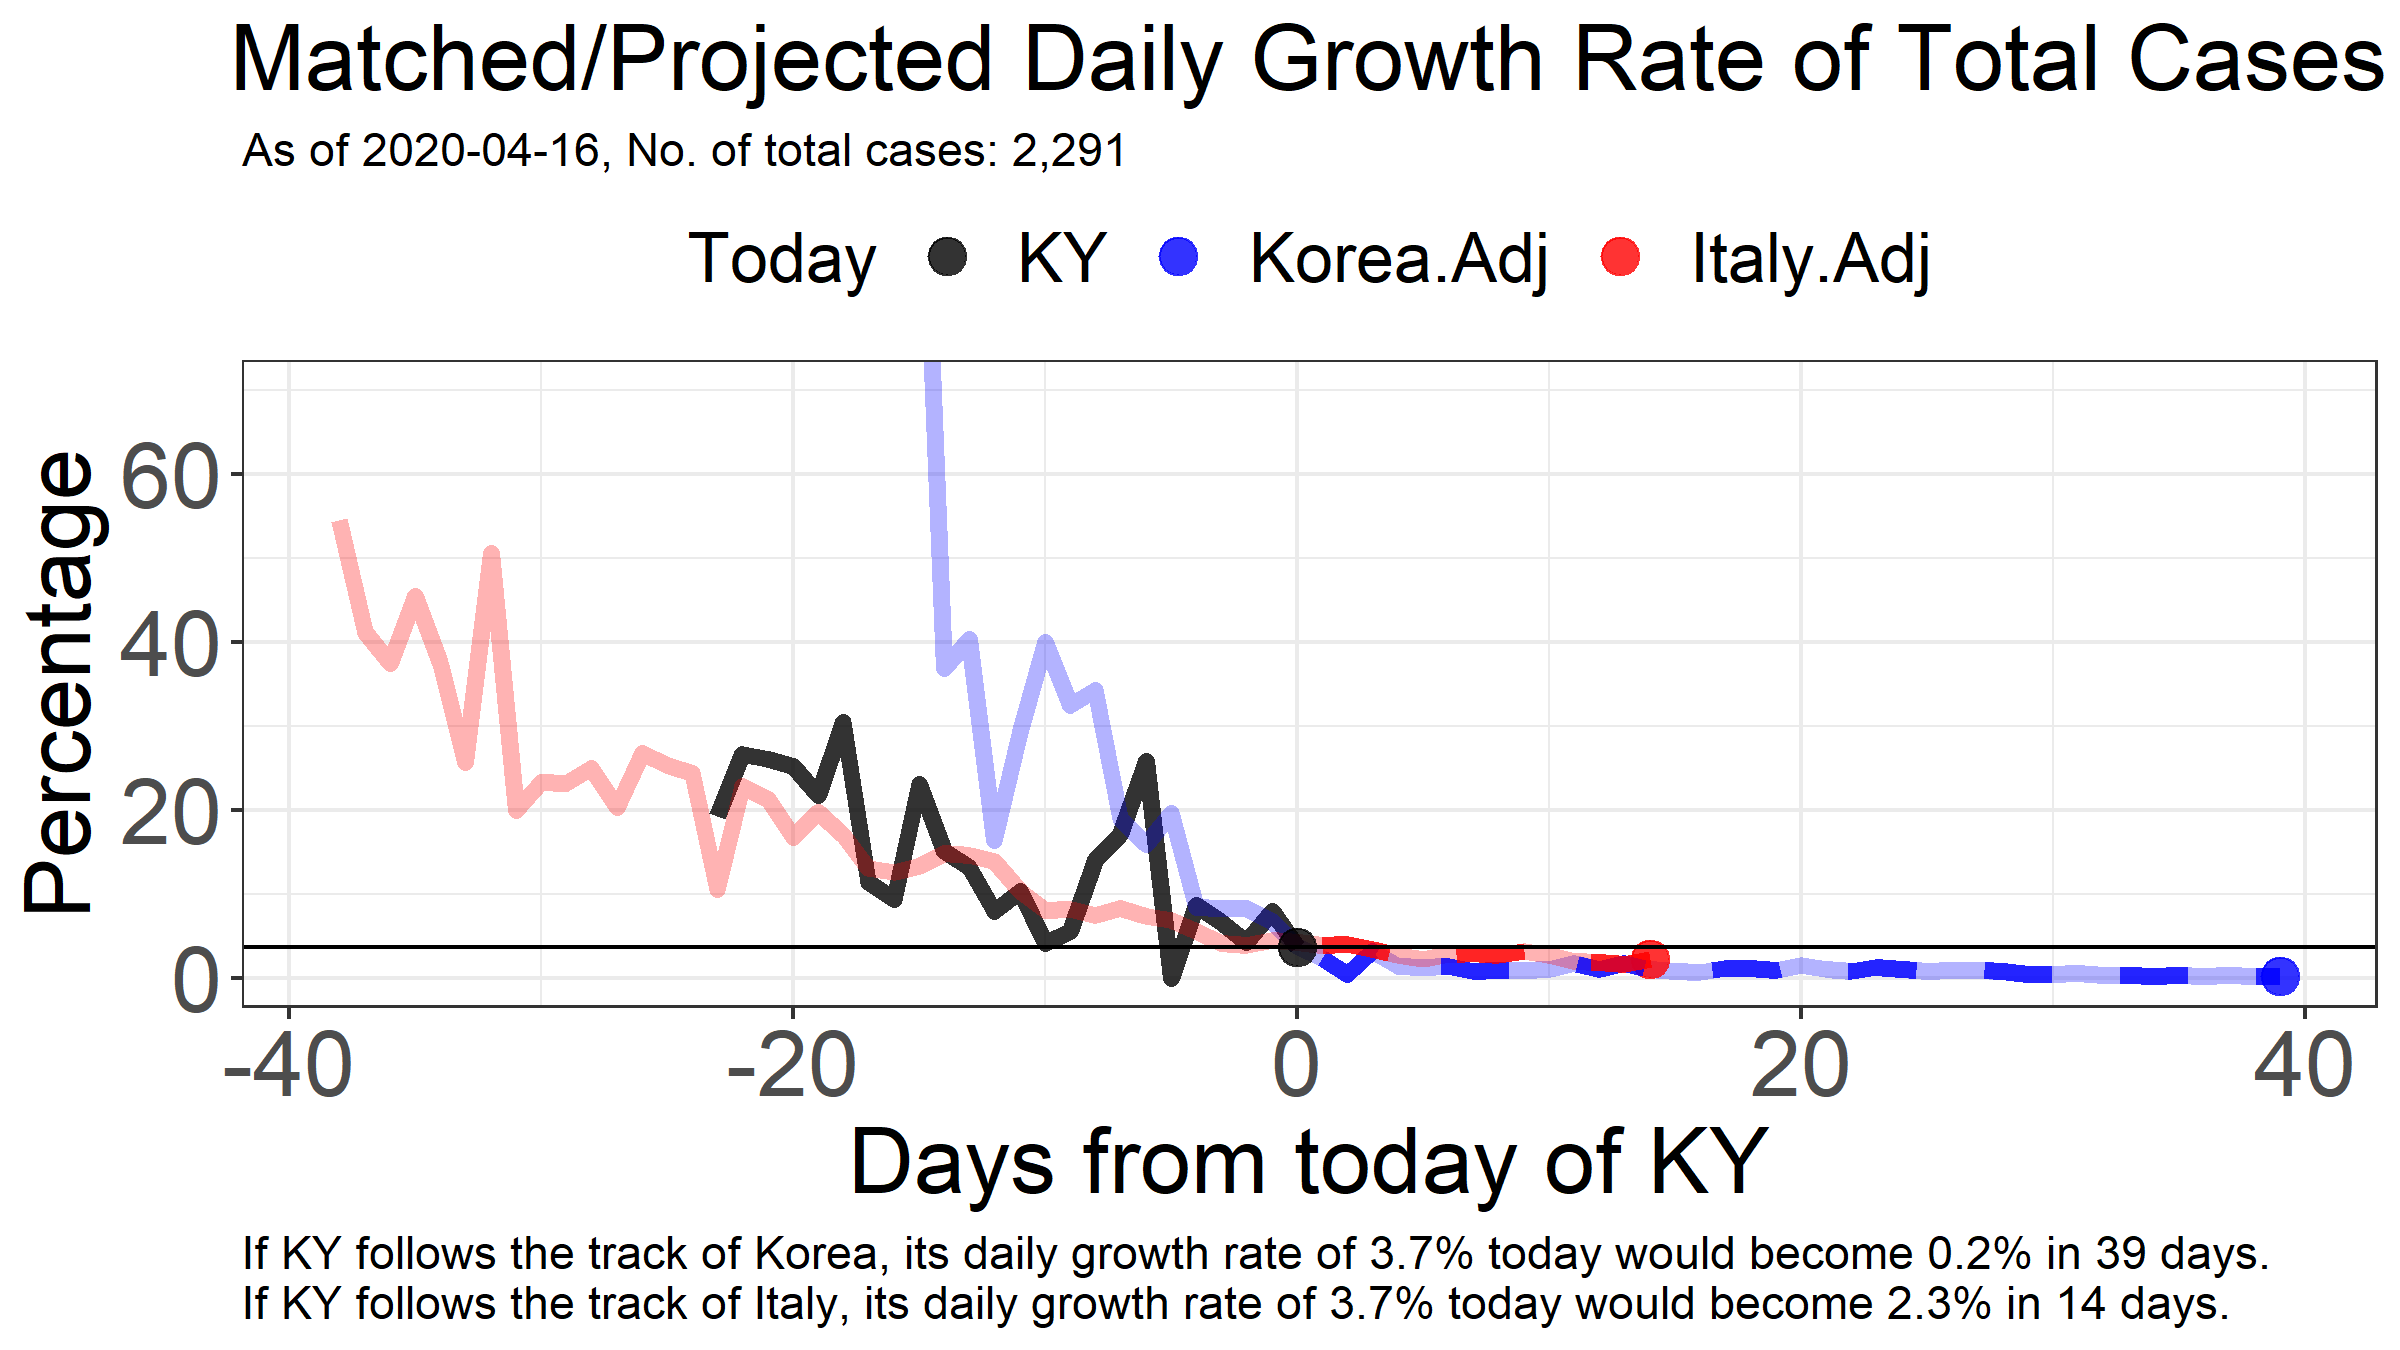 Matched/Projected Daily Growth Rate of Total Cases
As of 2020-04-16, No. of total cases: 2,291
Today KY Korea.Adj Italy.Adj
Percentage
60
40
20
0
-40 -20 0 20 40
Days from today of KY
If KY follows the track of Korea, its daily growth rate of 3.7% today would become 0.2% in 39 days.
If KY follows the track of Italy, its daily growth rate of 3.7% today would become 2.3% in 14 days.